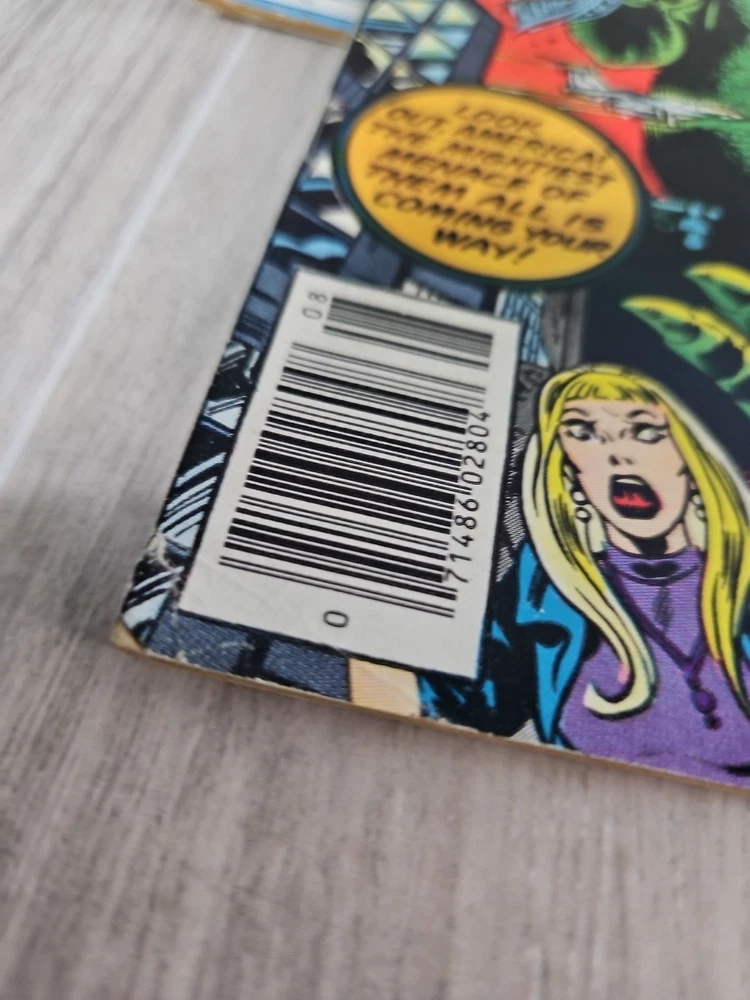 LOOK
OUT, AMERICA!
THE MIGHTIEST
MENACE OF
THEM ALL IS
COMING YOUR
WAY!
08
71486 02804
0